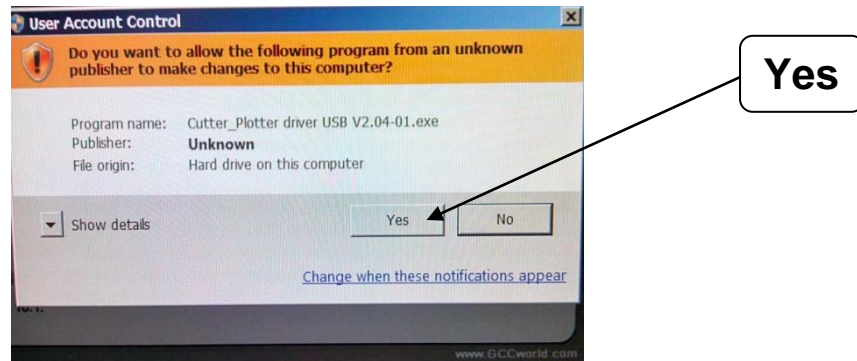 User Account Control
Do you want to allow the following program from an unknown
publisher to make changes to this computer?
Program name: Cutter_Plotter driver USB V2.04-01.exe
Publisher: Unknown
File origin: Hard drive on this computer
Show details
Yes
No
Change when these notifications appear
www.GCCworld.com
Yes